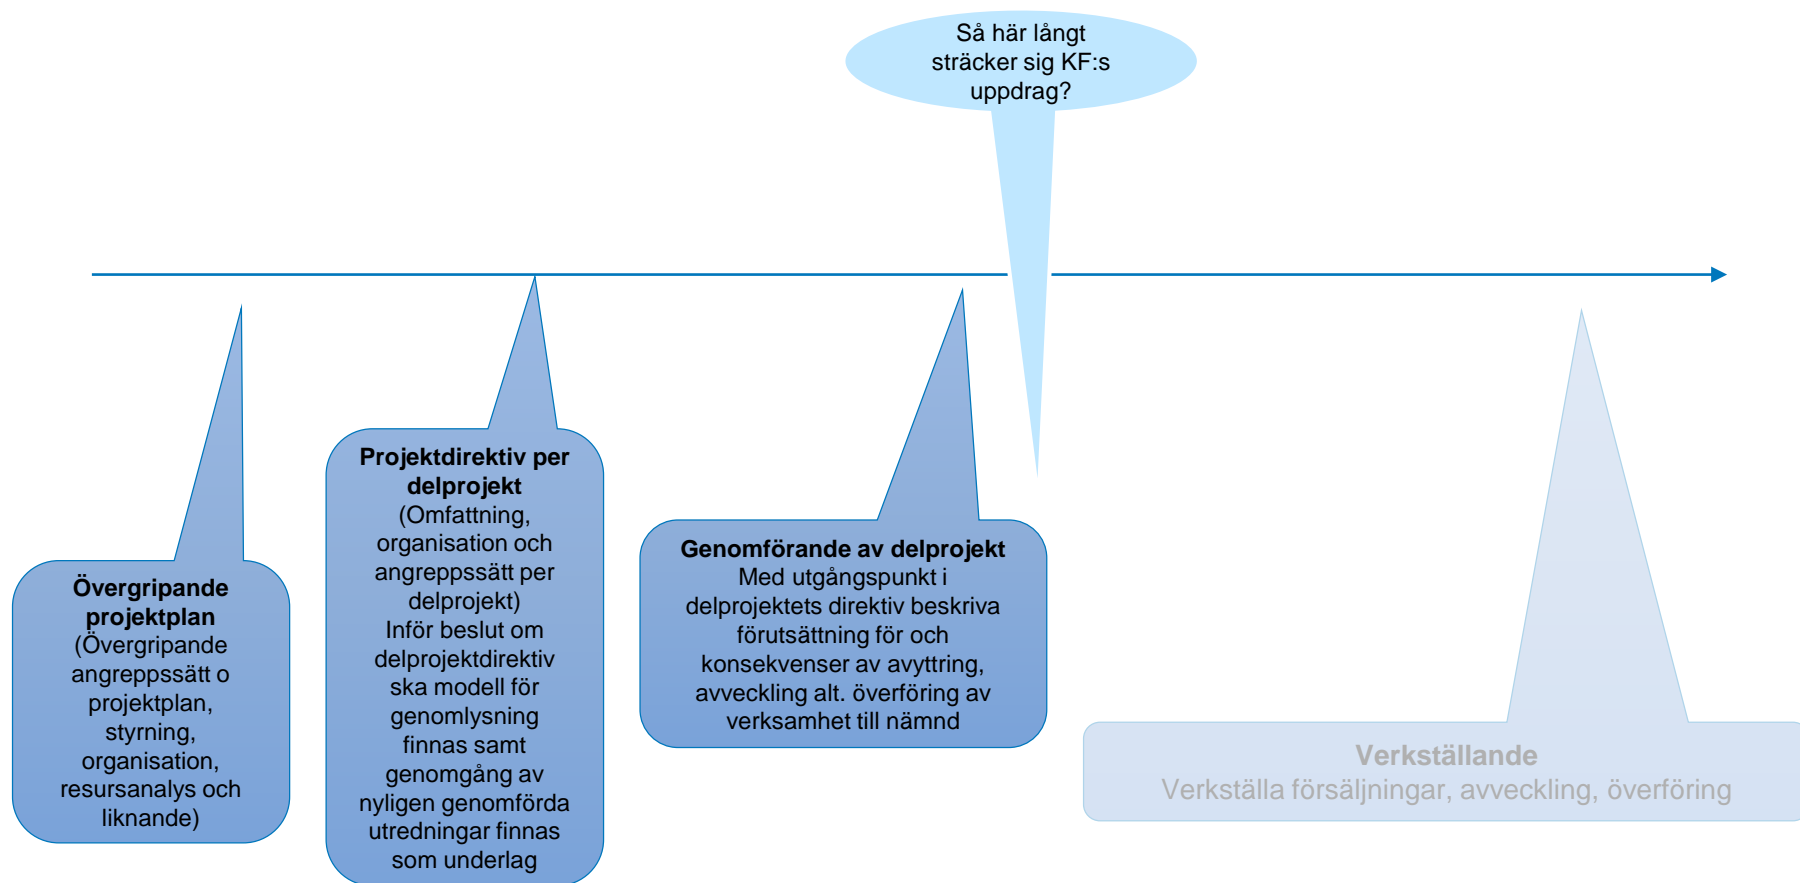 Så här långt
sträcker sig KF:s
uppdrag?
Övergripande
projektplan
(Övergripande
angreppssätt o
projektplan,
styrning,
organisation,
resursanalys och
liknande)
Projektdirektiv per
delprojekt
(Omfattning,
organisation och
angreppssätt per
delprojekt)
Inför beslut om
delprojektdirektiv
ska modell för
genomlysning
finnas samt
genomgång av
nyligen genomförda
utredningar finnas
som underlag
Genomförande av delprojekt
Med utgångspunkt i
delprojektets direktiv beskriva
förutsättning för och
konsekvenser av avyttring,
avveckling alt. överföring av
verksamhet till nämnd
Verkställande
Verkställa försäljningar, avveckling, överföring